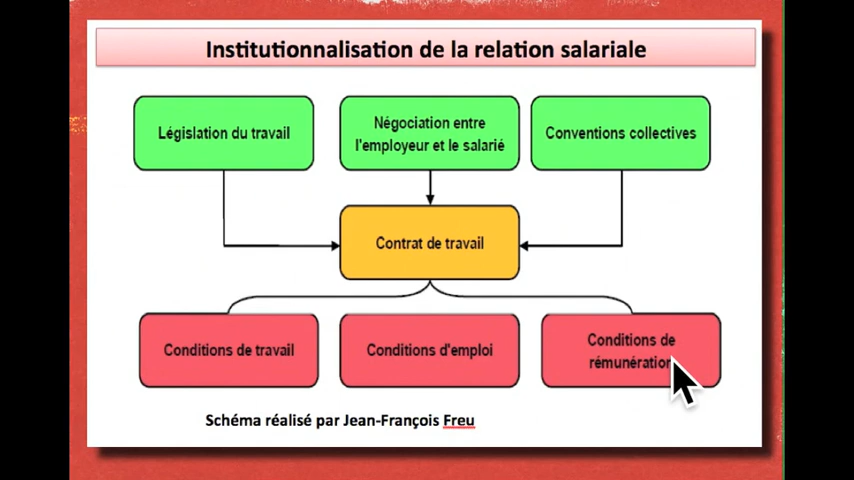 Institutionnalisation de la relation salariale
Législation du travail
Négociation entre
l'employeur et le salarié
Conventions collectives
Contrat de travail
Conditions de travail
Conditions d'emploi
Conditions de
rémunération
Schéma réalisé par Jean-François Freu